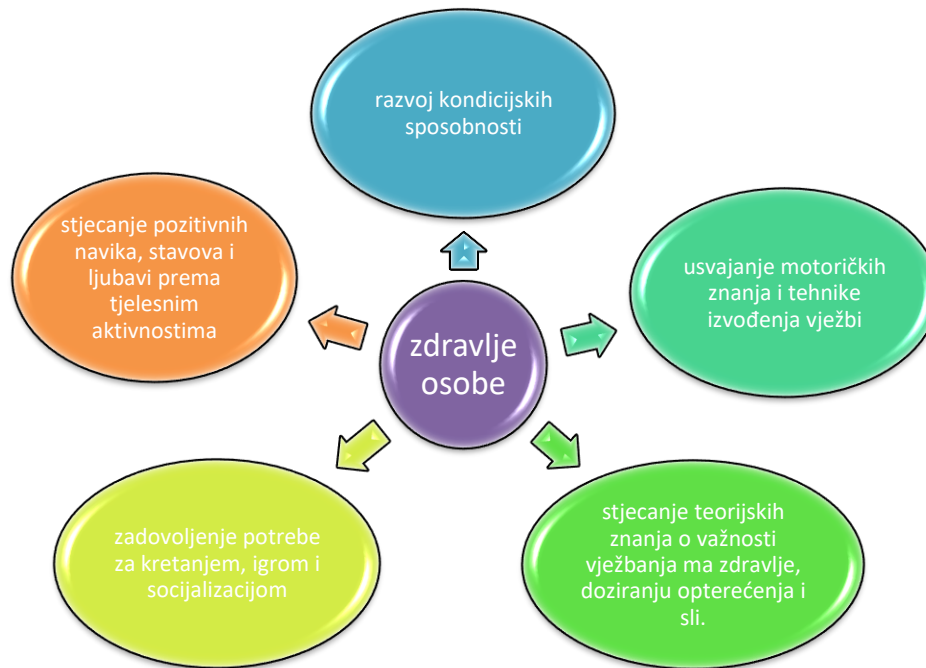 razvoj kondicijskih
sposobnosti
stjecanje pozitivnih
navika, stavova i
ljubavi prema
tjelesnim
aktivnostima
usvajanje motoričkih
znanja i tehnike
izvođenja vježbi
zdravlje
osobe
zadovoljenje potrebe
za kretanjem, igrom i
socijalizacijom
stjecanje teorijskih
znanja o važnosti
vježbanja ma zdravlje,
doziranju opterećenja i
sli.